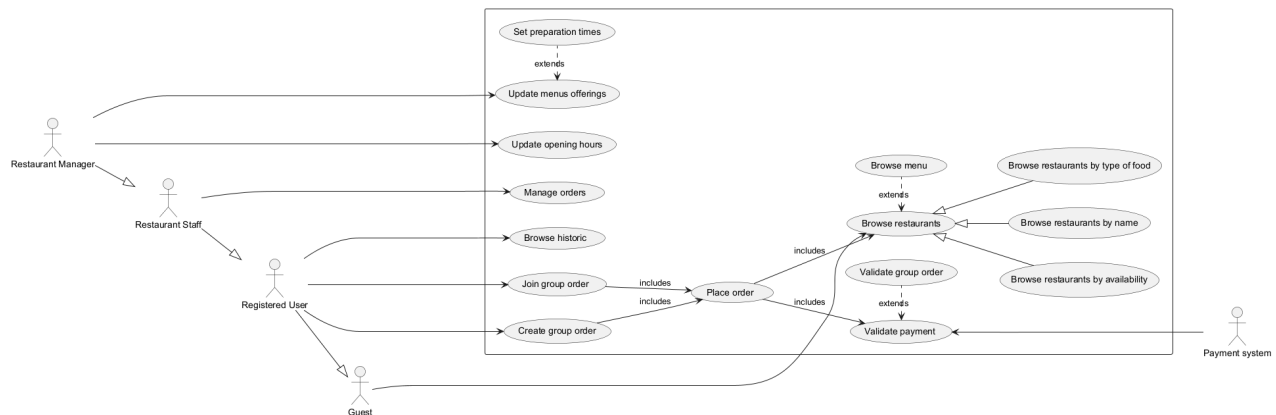 Set preparation times
extends
Update menus offerings
Restaurant Manager
Update opening hours
Restaurant Staff
Manage orders
Browse historic
Registered User
Join group order
Create group order
includes
includes
Place order
includes
includes
Browse menu
extends
Browse restaurants
Validate group order
extends
Validate payment
Browse restaurants by type of food
Browse restaurants by name
Browse restaurants by availability
Payment system
Guest